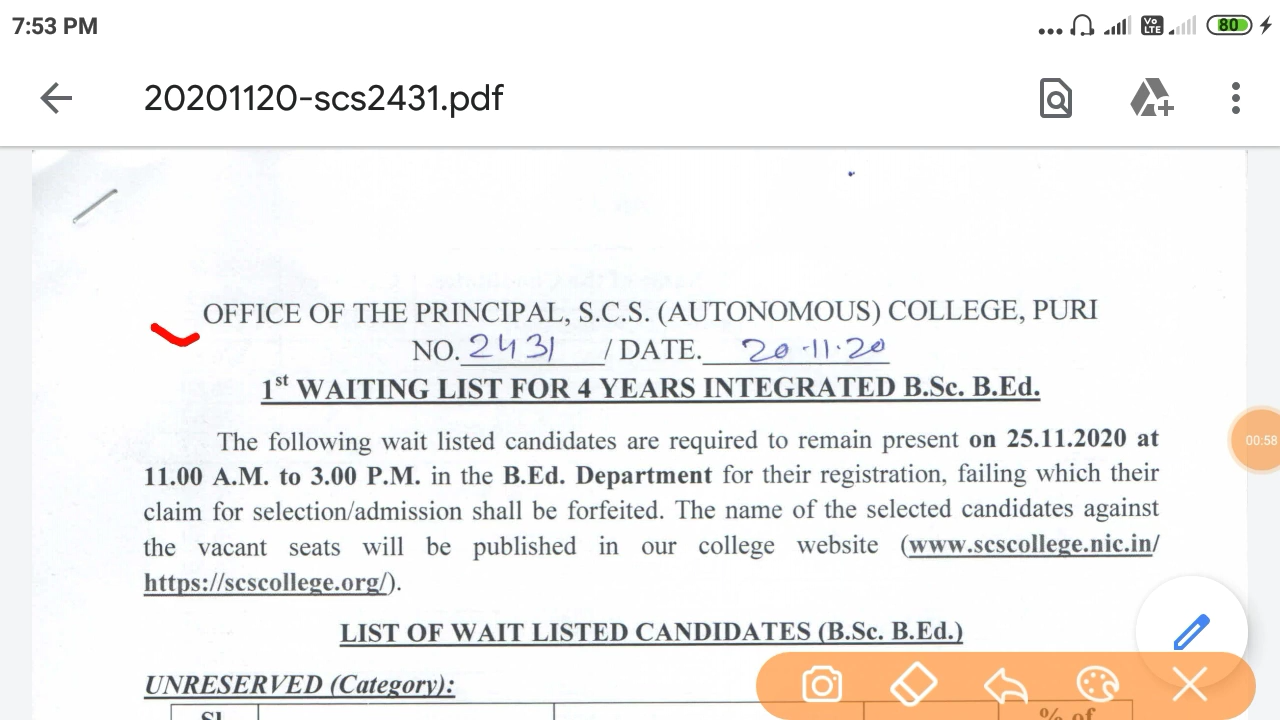 7:53 PM
Vo LTE
80
20201120-scs2431.pdf
OFFICE OF THE PRINCIPAL, S.C.S. (AUTONOMOUS) COLLEGE, PURI
NO. 2431 / DATE. 20.11.20
1st WAITING LIST FOR 4 YEARS INTEGRATED B.Sc. B.Ed.
The following wait listed candidates are required to remain present on 25.11.2020 at
11.00 A.M. to 3.00 P.M. in the B.Ed. Department for their registration, failing which their
claim for selection/admission shall be forfeited. The name of the selected candidates against
the vacant seats will be published in our college website (www.scscollege.nic.in/
https://scscollege.org/).
00:58
LIST OF WAIT LISTED CANDIDATES (B.Sc. B.Ed.)
UNRESERVED (Category):
Sl % of